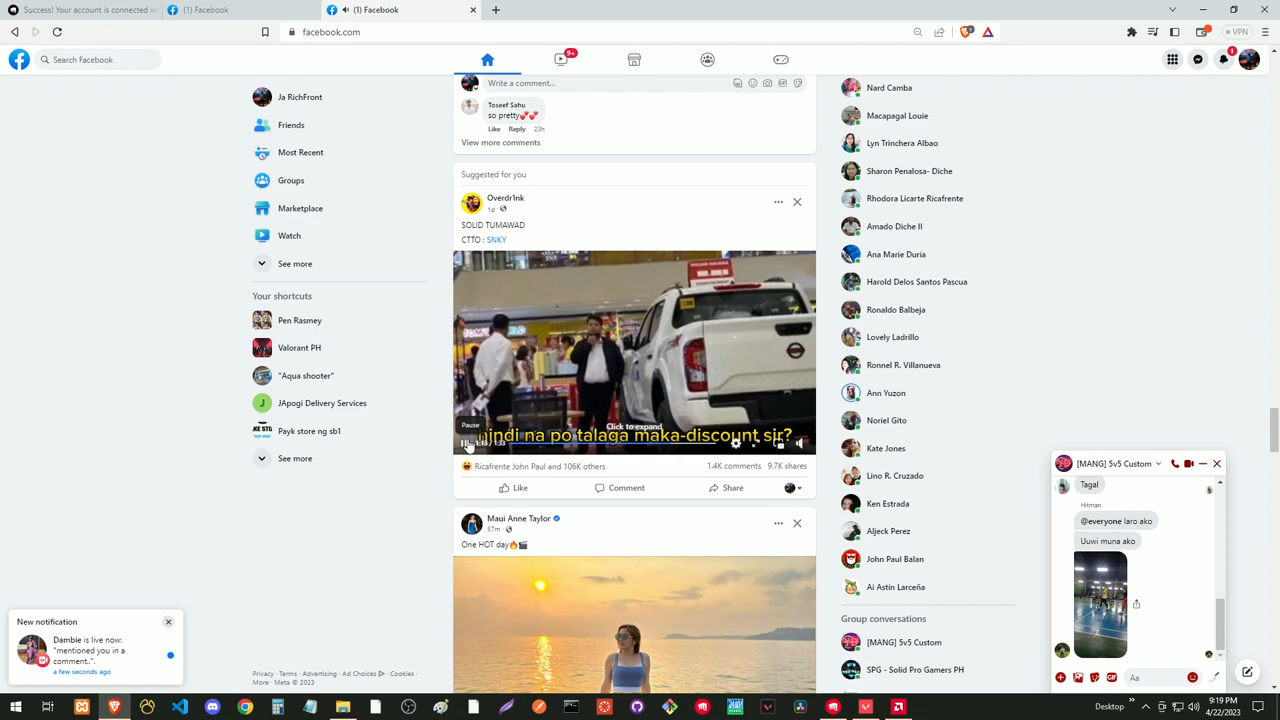 Success! Your account is connected w
(1) Facebook
(1) Facebook
facebook.com
VPN
Search Facebook
9+
1
Ja RichFront
Friends
Most Recent
Groups
Marketplace
Watch
See more
Your shortcuts
Pen Rasmey
Valorant PH
"Aqua shooter"
JApogi Delivery Services
Payk store ng sb1
See more
Privacy · Terms · Advertising · Ad Choices · Cookies ·
More · Meta © 2023
New notification
Dambie is live now:
"mentioned you in a
comment..".
a few seconds ago
Write a comment...
Toseef Sahu
so pretty💕💕
Like Reply 23h
View more comments
Suggested for you
Overdr1nk
1d ·
SOLID TUMAWAD
CTTO : SNKY
Pause
Click to expand
hindi na po talaga maka-discount sir?
1:13 / 1:33
Ricafrente John Paul and 106K others
1.4K comments 9.7K shares
Like Comment Share
Maui Anne Taylor
57m ·
One HOT day🔥🎬
Nard Camba
Macapagal Louie
Lyn Trinchera Albao
Sharon Penalosa- Diche
Rhodora Licarte Ricafrente
Amado Diche II
Ana Marie Duria
Harold Delos Santos Pascua
Ronaldo Balbeja
Lovely Ladrillo
Ronnel R. Villanueva
Ann Yuzon
Noriel Gito
Kate Jones
Lino R. Cruzado
Ken Estrada
Aljeck Perez
John Paul Balan
Ai Astin Larceña
Group conversations
[MANG] 5v5 Custom
SPG - Solid Pro Gamers PH
[MANG] 5v5 Custom
Tagal
Hitman
@everyone laro ako
Uuwi muna ako
GIF
Aa
Desktop
9:19 PM
4/22/2023